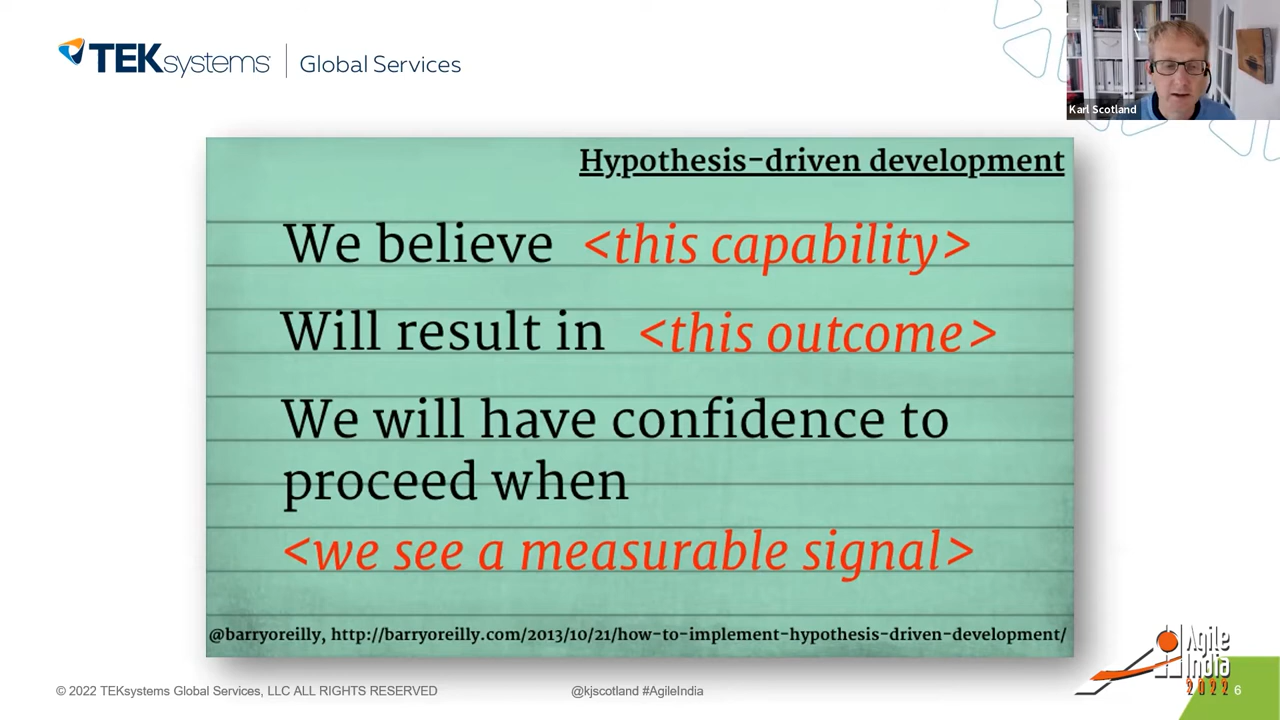 TEKsystems | Global Services
Karl Scotland
Hypothesis-driven development
We believe <this capability>
Will result in <this outcome>
We will have confidence to
proceed when
<we see a measurable signal>
@barryoreilly, http://barryoreilly.com/2013/10/21/how-to-implement-hypothesis-driven-development/
© 2022 TEKsystems Global Services, LLC ALL RIGHTS RESERVED
@kjscotland #AgileIndia
Agile
India
2022
6